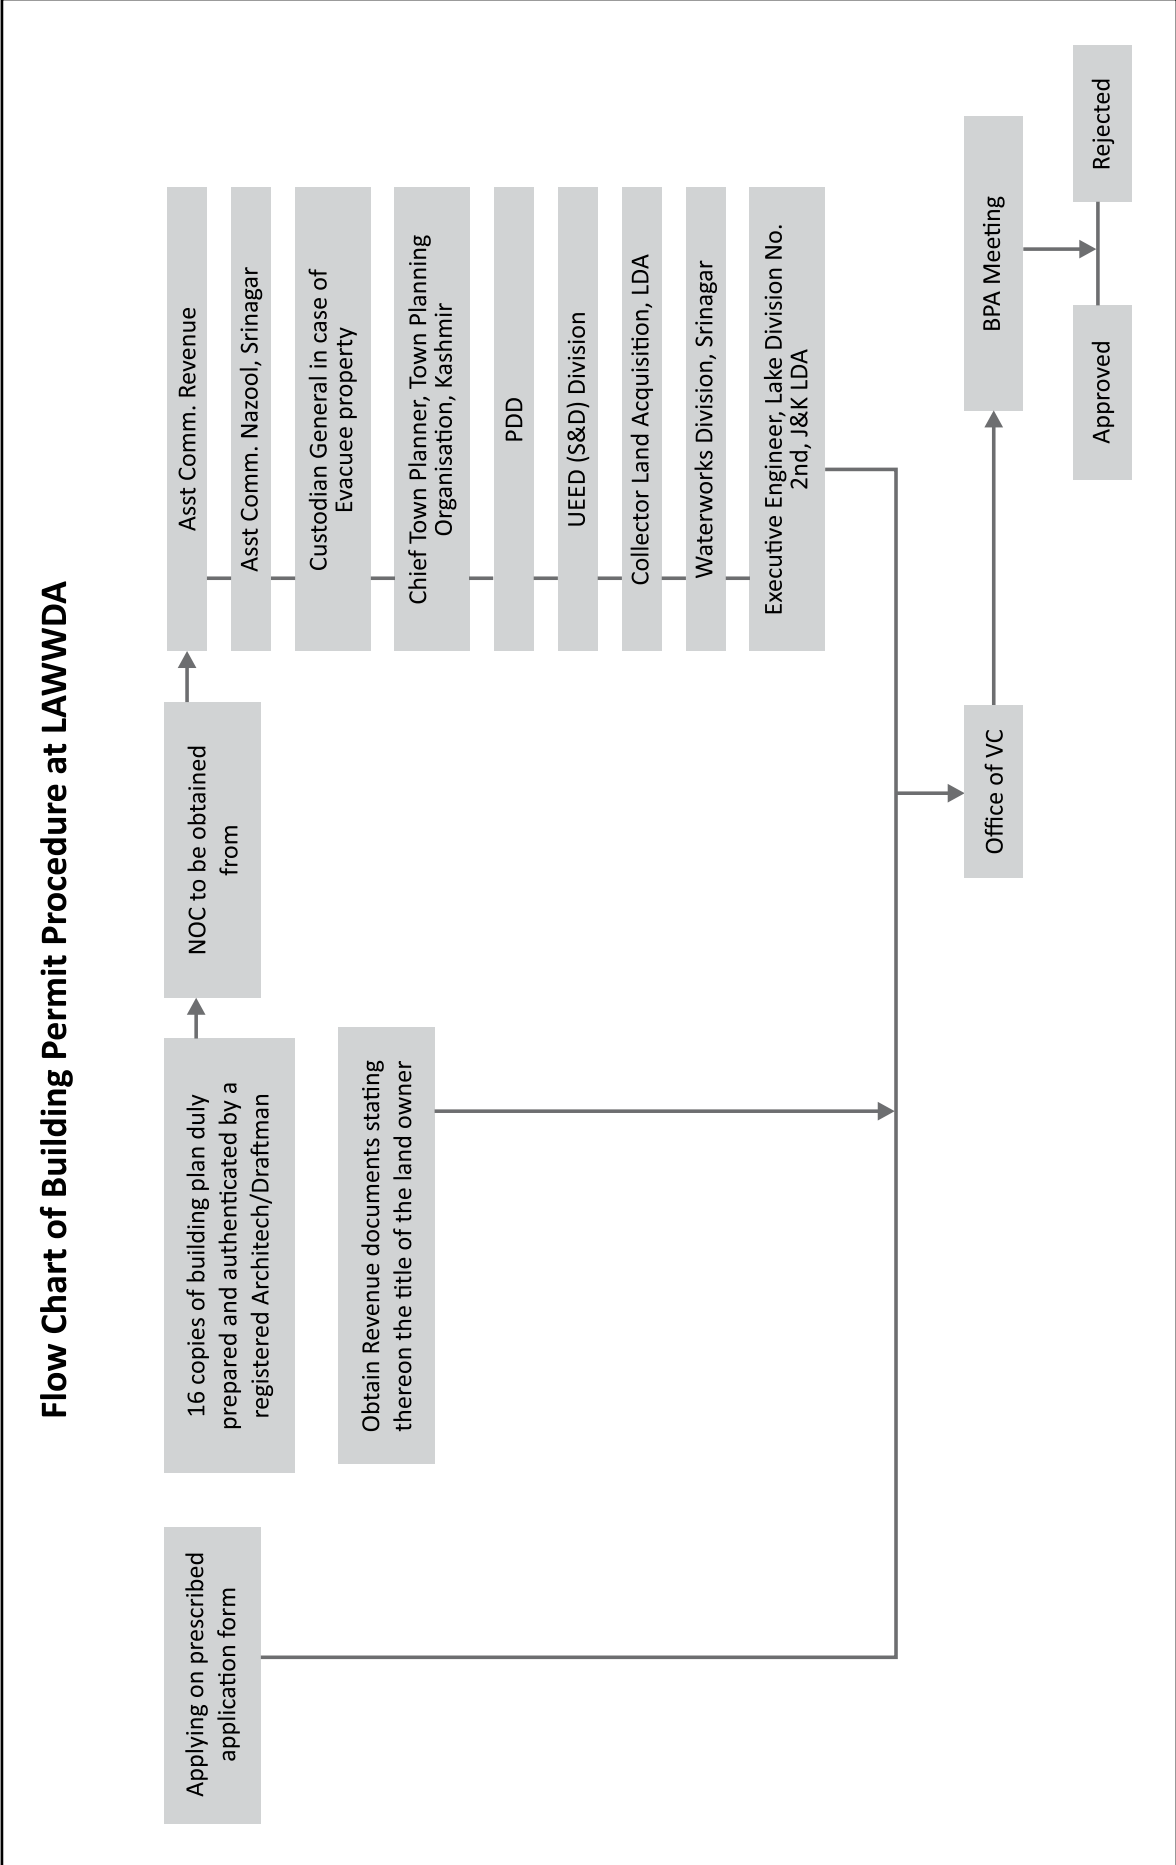 Flow Chart of Building Permit Procedure at LAWWDA
Applying on prescribed
application form
16 copies of building plan duly
prepared and authenticated by a
registered Architech/Draftman
Obtain Revenue documents stating
thereon the title of the land owner
NOC to be obtained
from
Asst Comm. Revenue
Asst Comm. Nazool, Srinagar
Custodian General in case of
Evacuee property
Chief Town Planner, Town Planning
Organisation, Kashmir
PDD
UEED (S&D) Division
Collector Land Acquisition, LDA
Waterworks Division, Srinagar
Executive Engineer, Lake Division No.
2nd, J&K LDA
Office of VC
BPA Meeting
Approved
Rejected